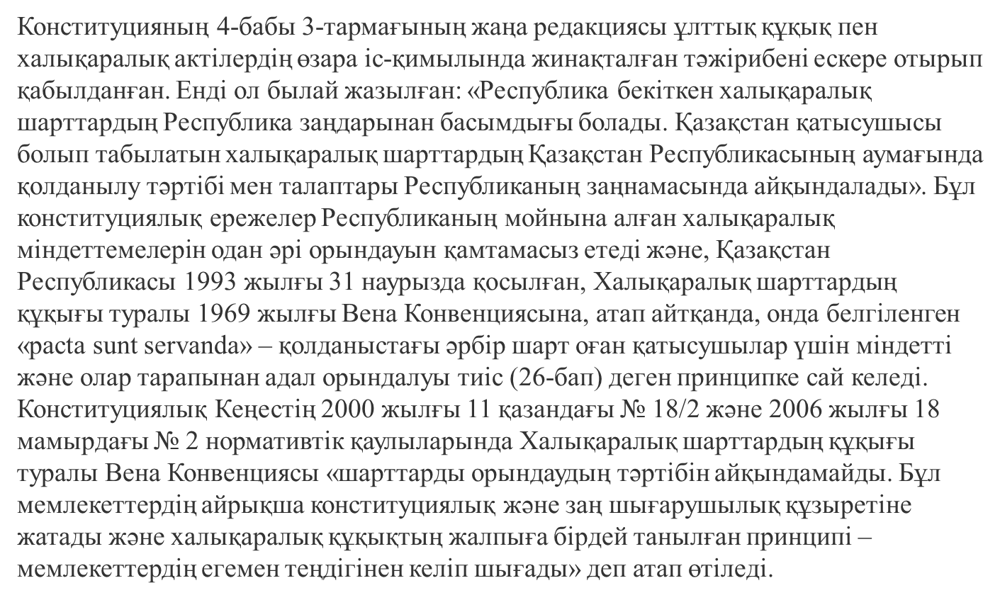 Конституцияның 4-бабы 3-тармағының жаңа редакциясы ұлттық құқық пен
халықаралық актілердің өзара іс-қимылында жинақталған тәжірибені ескере отырып
қабылданған. Енді ол былай жазылған: «Республика бекіткен халықаралық
шарттардың Республика заңдарынан басымдығы болады. Қазақстан қатысушысы
болып табылатын халықаралық шарттардың Қазақстан Республикасының аумағында
қолданылу тәртібі мен талаптары Республиканың заңнамасында айқындалады». Бұл
конституциялық ережелер Республиканың мойнына алған халықаралық
міндеттемелерін одан әрі орындауын қамтамасыз етеді және, Қазақстан
Республикасы 1993 жылғы 31 наурызда қосылған, Халықаралық шарттардың
құқығы туралы 1969 жылғы Вена Конвенциясына, атап айтқанда, онда белгіленген
«pacta sunt servanda» – қолданыстағы әрбір шарт оған қатысушылар үшін міндетті
және олар тарапынан адал орындалуы тиіс (26-бап) деген принципке сай келеді.
Конституциялық Кеңестің 2000 жылғы 11 қазандағы № 18/2 және 2006 жылғы 18
мамырдағы № 2 нормативтік қаулыларында Халықаралық шарттардың құқығы
туралы Вена Конвенциясы «шарттарды орындаудың тәртібін айқындамайды. Бұл
мемлекеттердің айрықша конституциялық және заң шығарушылық құзыретіне
жатады және халықаралық құқықтың жалпыға бірдей танылған принципі –
мемлекеттердің егемен теңдігінен келіп шығады» деп атап өтіледі.